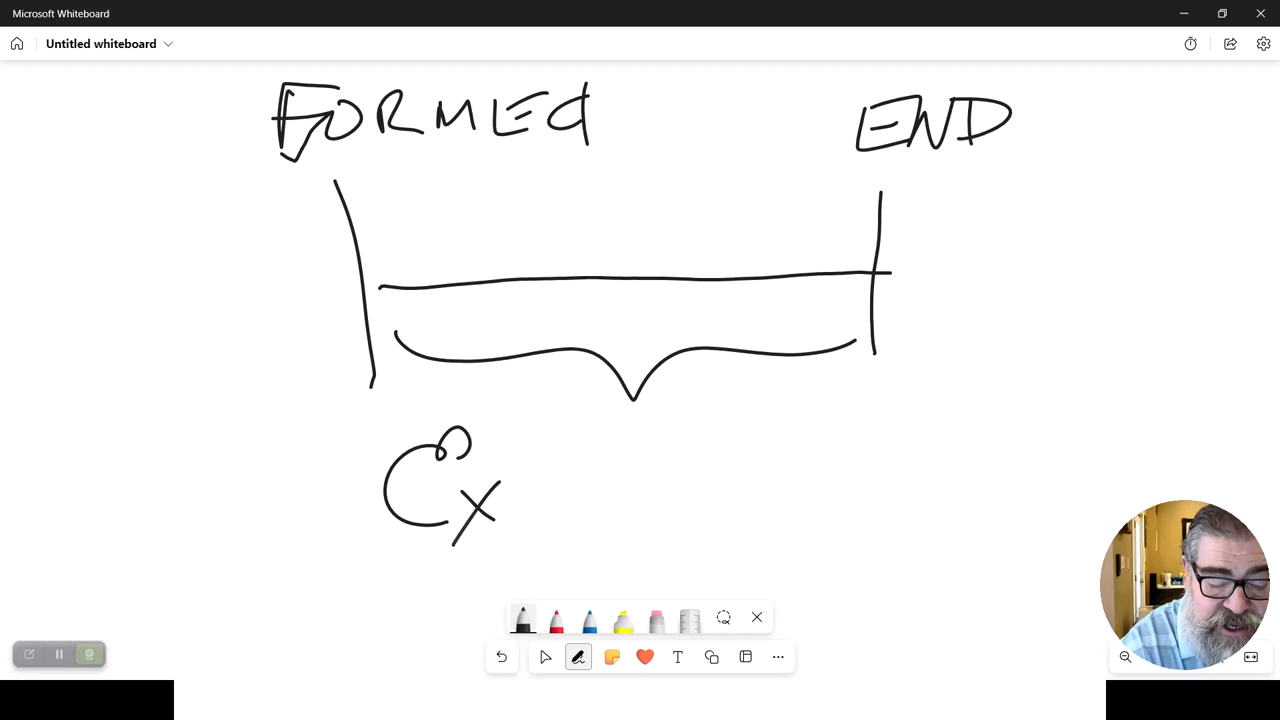 Microsoft Whiteboard
Untitled whiteboard
FORMED END
Cx
T